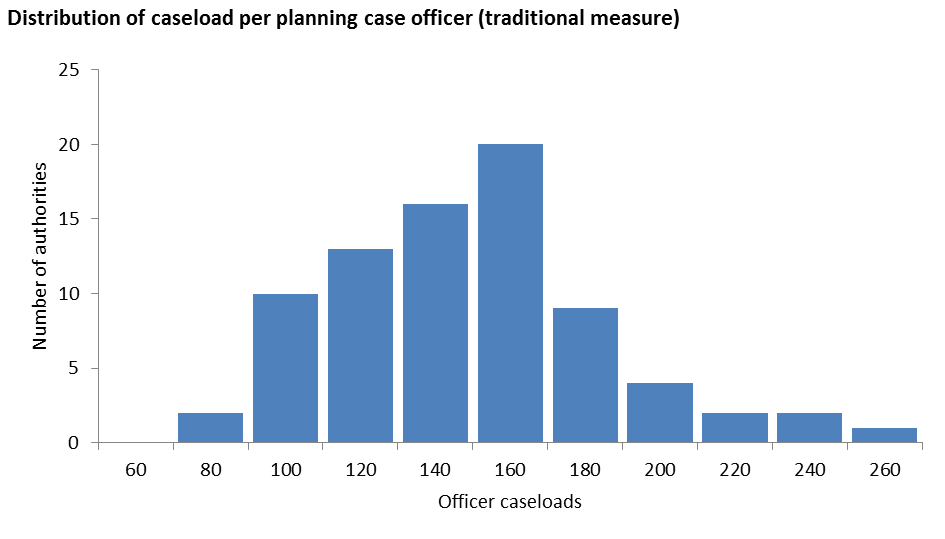 Distribution of caseload per planning case officer (traditional measure)
25
20
15
10
5
0
Number of authorities
60 80 100 120 140 160 180 200 220 240 260
Officer caseloads